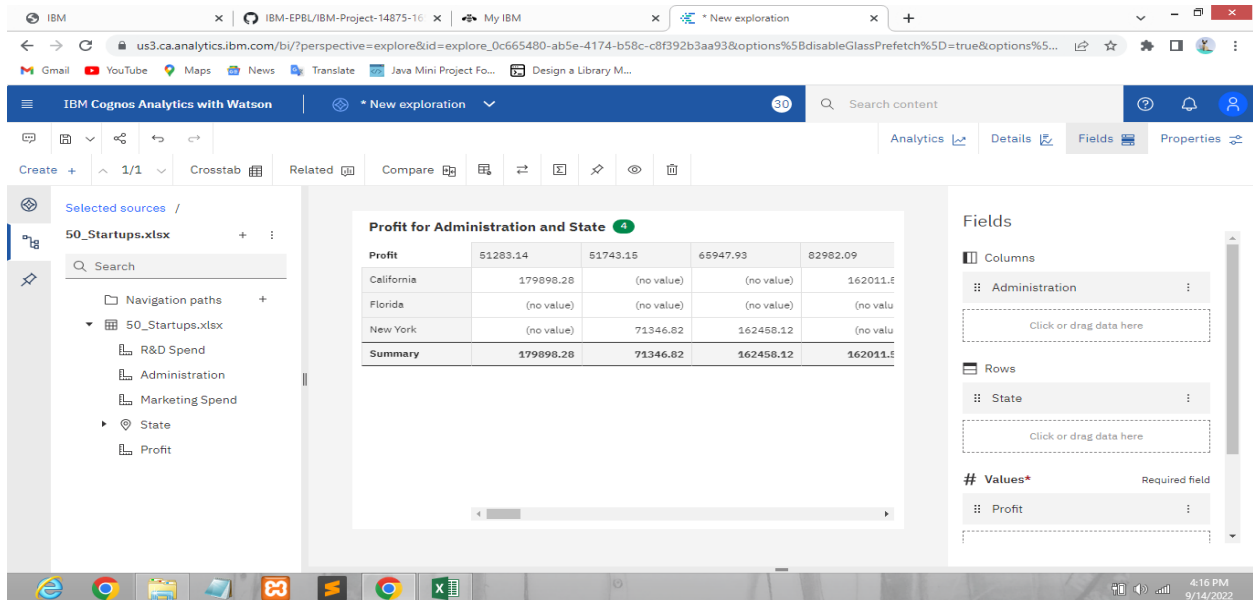 IBM
IBM-EPBL/IBM-Project-14875-16
My IBM
* New exploration
us3.ca.analytics.ibm.com/bi/?perspective=explore&id=explore_0c665480-ab5e-4174-b58c-c8f392b3aa93&options%5BdisableGlassPrefetch%5D=true&options%5...
Gmail YouTube Maps News Translate Java Mini Project Fo... Design a Library M...
IBM Cognos Analytics with Watson * New exploration 30 Search content
Analytics Details Fields Properties
Create + 1/1 Crosstab Related Compare
Selected sources /
50_Startups.xlsx
Search
Navigation paths
50_Startups.xlsx
R&D Spend
Administration
Marketing Spend
State
Profit
Profit for Administration and State 4
Profit 51283.14 51743.15 65947.93 82982.09
California 179898.28 (no value) (no value) 162011.5
Florida (no value) (no value) (no value) (no valu
New York (no value) 71346.82 162458.12 (no valu
Summary 179898.28 71346.82 162458.12 162011.5
Fields
Columns
Administration
Click or drag data here
Rows
State
Click or drag data here
# Values* Required field
Profit
4:16 PM
9/14/2022